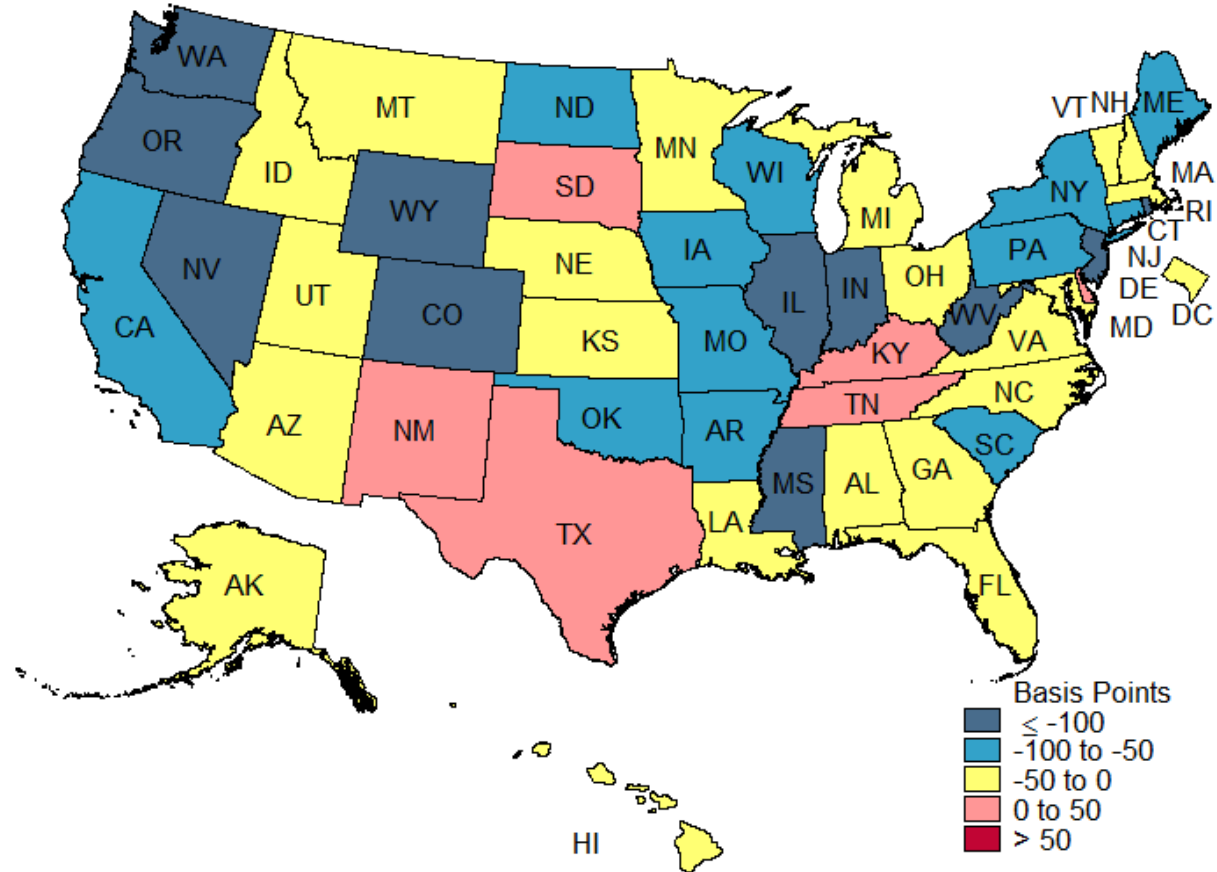 WA
MT
ND
VT NH ME
OR
MN
ID
SD
WI
MA
NY
WY
MI
RI
CT
IA
PA
NE
NJ
NV
OH
DE
UT
IL
IN
DC
CA
CO
WV
MD
KS
MO
VA
KY
NC
TN
AZ
OK
NM
AR
SC
MS
AL
GA
LA
TX
FL
AK
HI
Basis Points
≤ -100
-100 to -50
-50 to 0
0 to 50
> 50